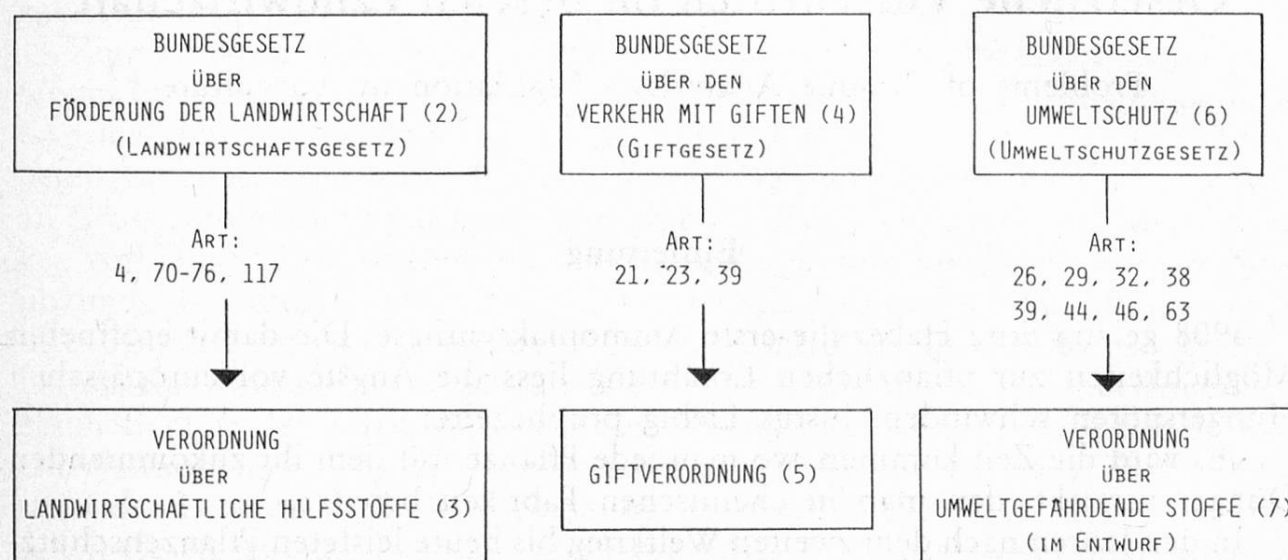 BUNDESGESETZ
ÜBER
FÖRDERUNG DER LANDWIRTSCHAFT (2)
(LANDWIRTSCHAFTSGESETZ)
ART:
4, 70-76, 117
VERORDNUNG
ÜBER
LANDWIRTSCHAFTLICHE HILFSSTOFFE (3)
BUNDESGESETZ
ÜBER DEN
VERKEHR MIT GIFTEN (4)
(GIFTGESETZ)
ART:
21, 23, 39
GIFTVERORDNUNG (5)
BUNDESGESETZ
ÜBER DEN
UMWELTSCHUTZ (6)
(UMWELTSCHUTZGESETZ)
ART:
26, 29, 32, 38
39, 44, 46, 63
VERORDNUNG
ÜBER
UMWELTGEFÄHRDENDE STOFFE (7)
(IM ENTWURF)